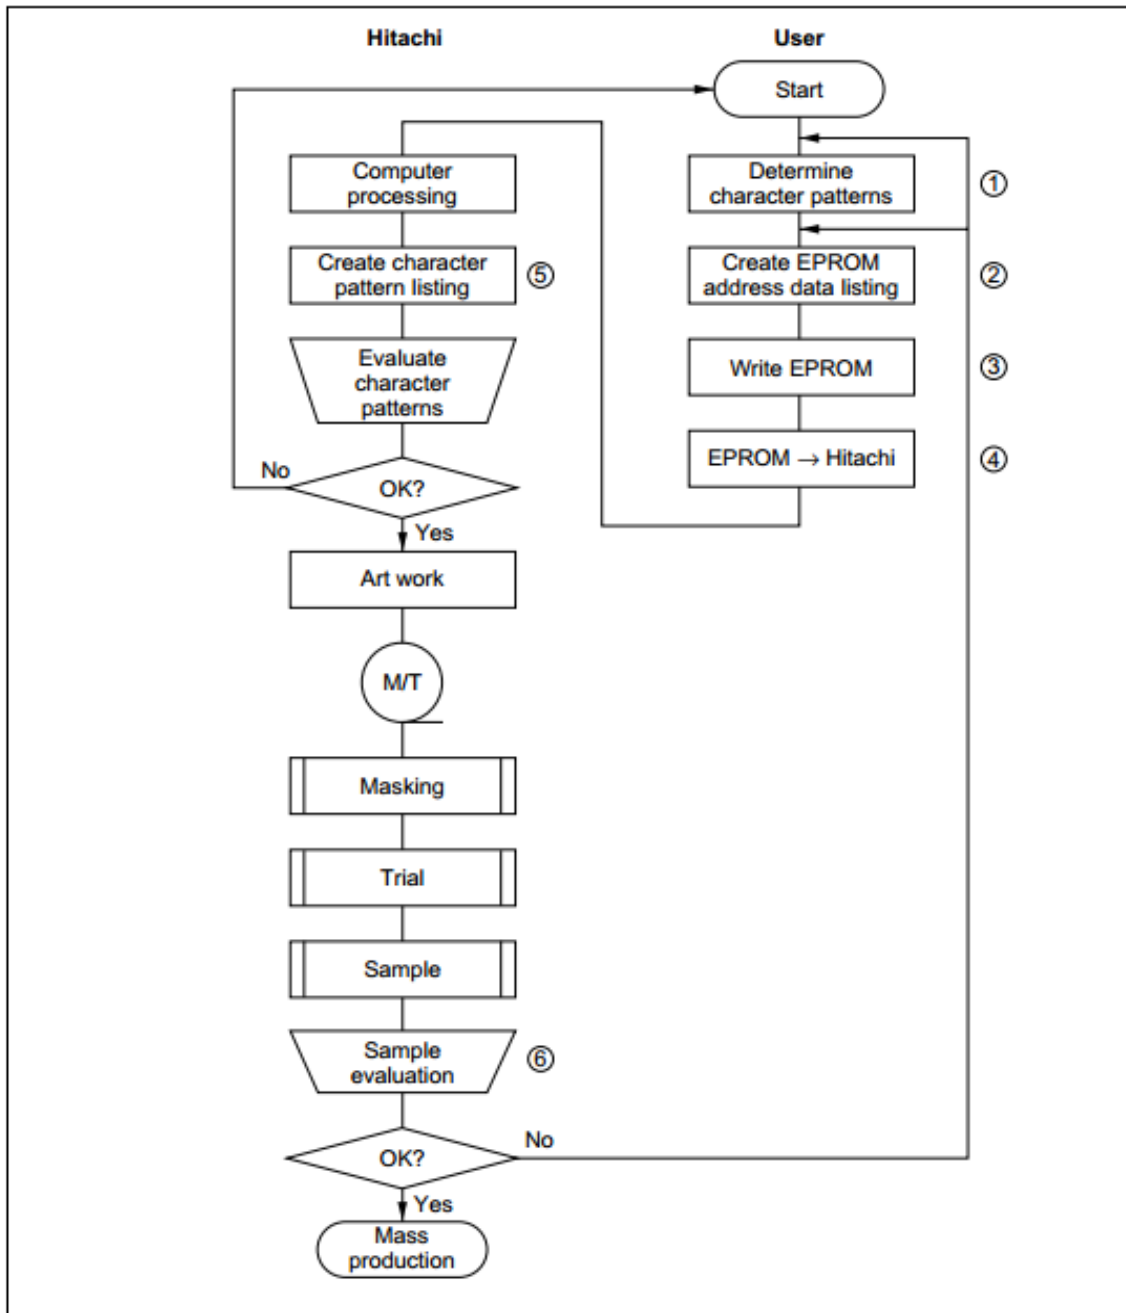 Hitachi
User
Start
Determine
character patterns
①
Create EPROM
address data listing
②
Write EPROM
③
EPROM → Hitachi
④
Computer
processing
Create character
pattern listing
⑤
Evaluate
character
patterns
No
OK?
Yes
Art work
M/T
Masking
Trial
Sample
Sample
evaluation
⑥
OK?
No
Yes
Mass
production